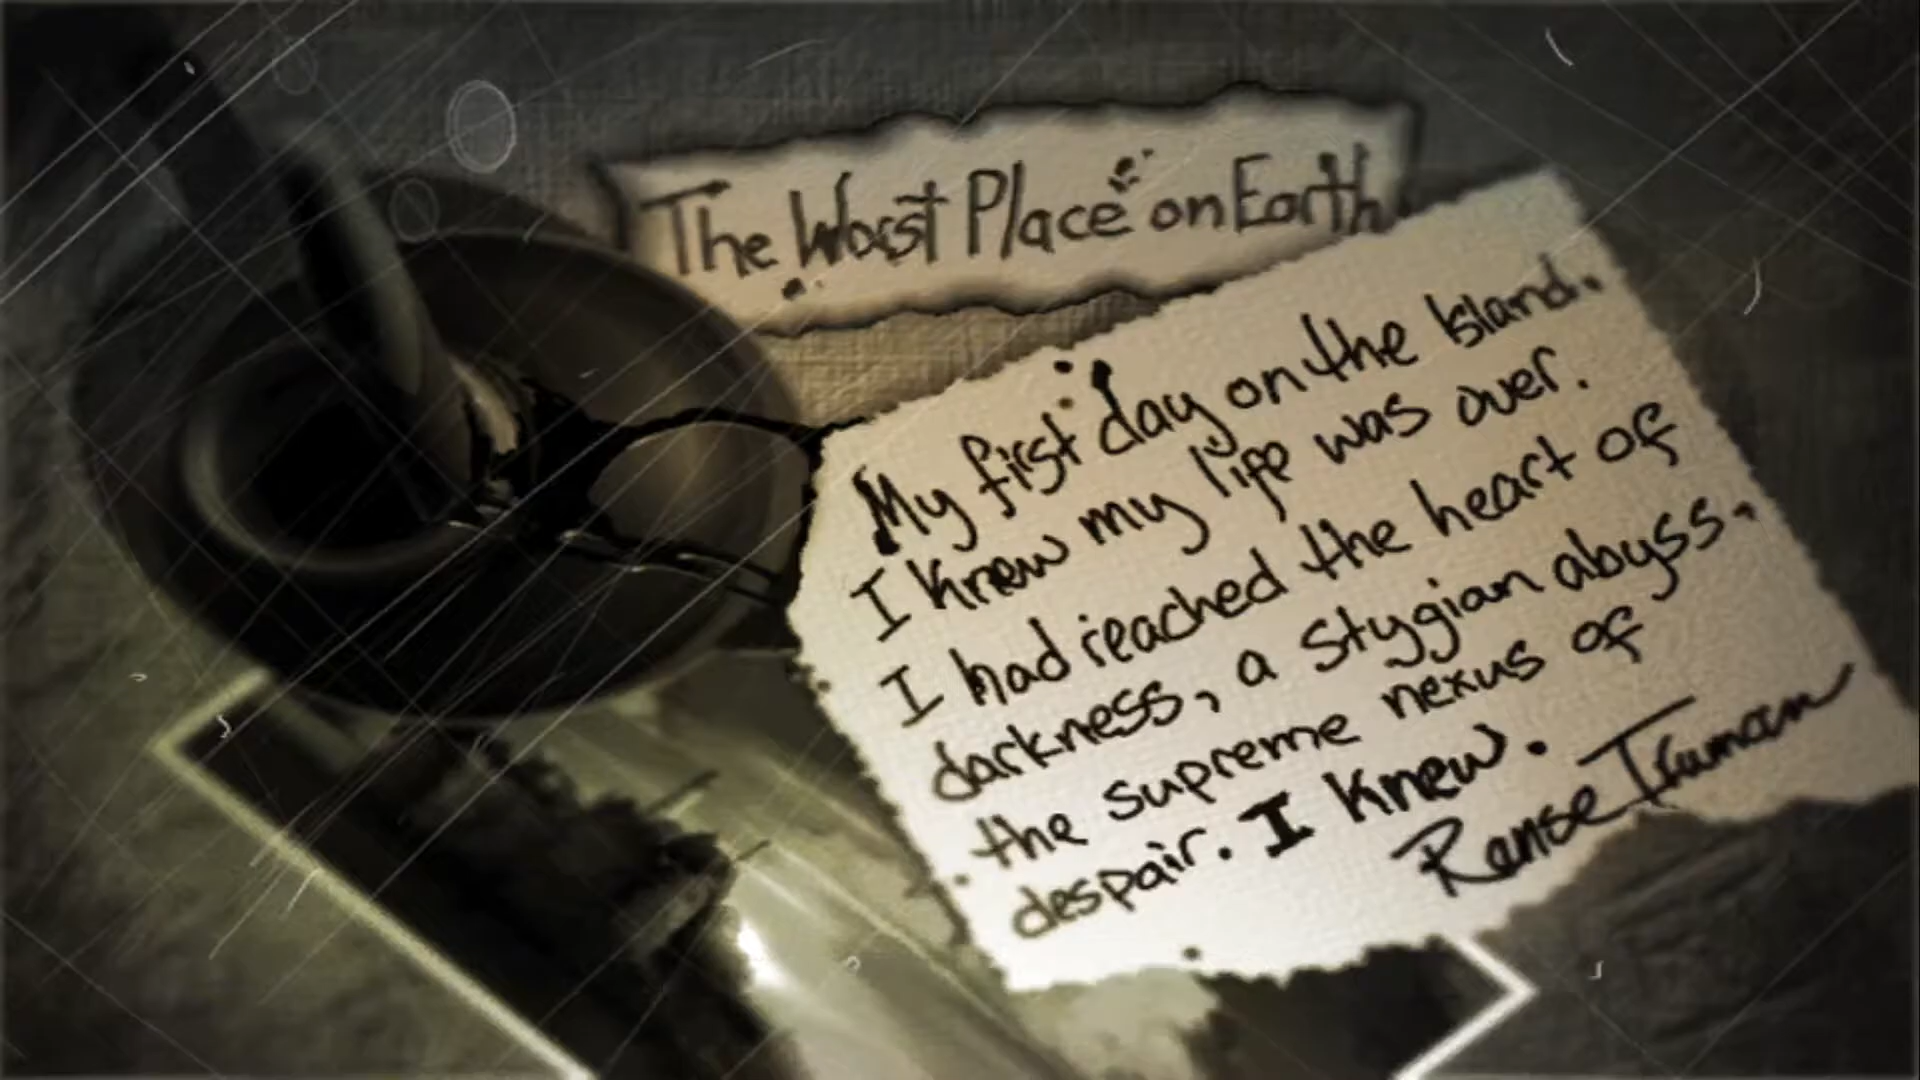 The Worst Place on Earth
My first day on the island.
I knew my life was over.
I had reached the heart of
darkness, a stygian abyss.
the supreme nexus of
despair. I knew.
Ranse Truman